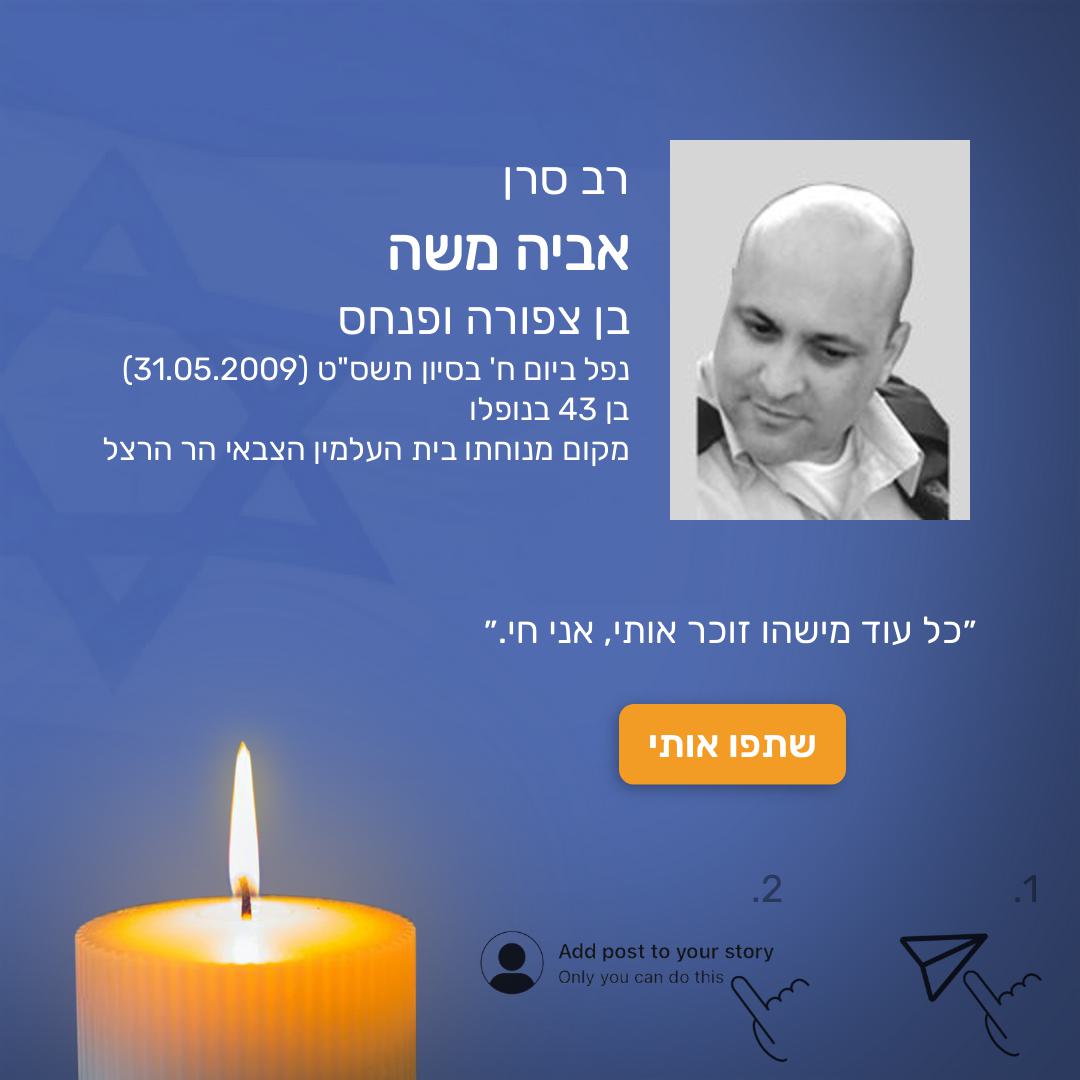 רב סרן
אביה משה
בן צפורה ופנחס
נפל ביום ח' בסיון תשס"ט (31.05.2009)
בן 43 בנופלו
מקום מנוחתו בית העלמין הצבאי הר הרצל
״כל עוד מישהו זוכר אותי, אני חי.״
שתפו אותי
.1
.2
Add post to your story
Only you can do this